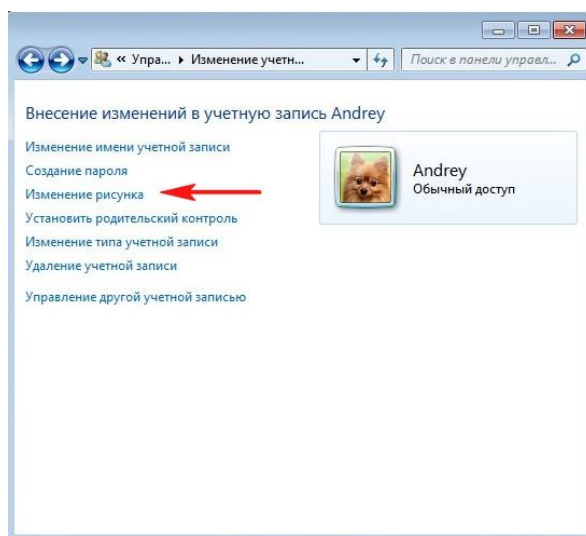 « Упра... ▸ Изменение учетн... Поиск в панели управл...
Внесение изменений в учетную запись Andrey
Изменение имени учетной записи
Создание пароля
Изменение рисунка
Установить родительский контроль
Изменение типа учетной записи
Удаление учетной записи
Управление другой учетной записью
Andrey
Обычный доступ